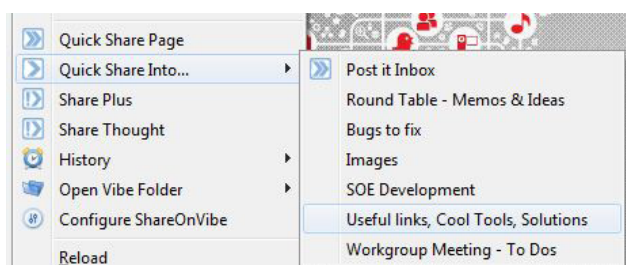 Quick Share Page
Quick Share Into...
Share Plus
Share Thought
History
Open Vibe Folder
Configure ShareOnVibe
Reload
Post it Inbox
Round Table - Memos & Ideas
Bugs to fix
Images
SOE Development
Useful links, Cool Tools, Solutions
Workgroup Meeting - To Dos